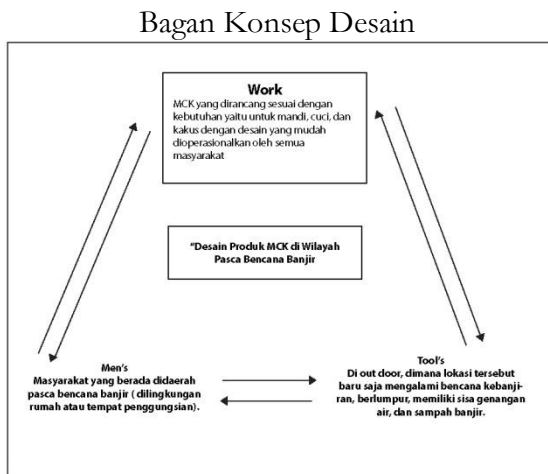 Bagan Konsep Desain
Work
MCK yang dirancang sesuai dengan
kebutuhan yaitu untuk mandi, cuci, dan
kakus dengan desain yang mudah
dioperasionalkan oleh semua
masyarakat
"Desain Produk MCK di Wilayah
Pasca Bencana Banjir
Men's
Masyarakat yang berada didaerah
pasca bencana banjir ( dilingkungan
rumah atau tempat penggungsian).
Tool's
Di out door, dimana lokasi tersebut
baru saja mengalami bencana kebanji-
ran, berlumpur, memiliki sisa genangan
air, dan sampah banjir.